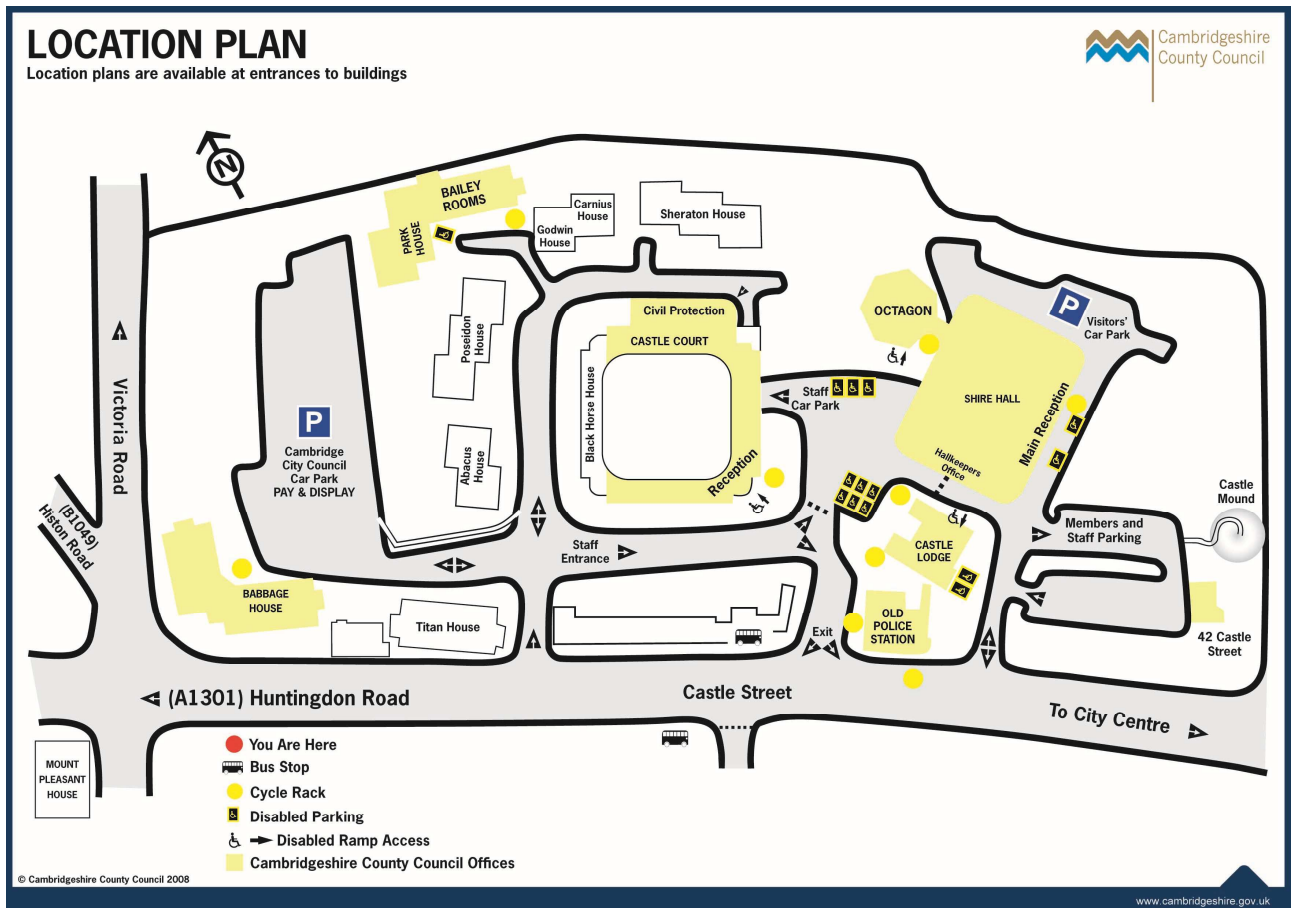 LOCATION PLAN
Location plans are available at entrances to buildings
Cambridgeshire
County Council
N
BAILEY
ROOMS
PARK
HOUSE
Carnius
House
Godwin
House
Sheraton House
Civil Protection
CASTLE COURT
Black Horse House
Reception
Poseidon
House
Abacus
House
OCTAGON
P
Visitors'
Car Park
SHIRE HALL
Main Reception
Hallkeepers
Office
Staff
Car Park
Victoria Road
P
Cambridge
City Council
Car Park
PAY & DISPLAY
(B1049)
Histon Road
Castle
Mound
Members and
Staff Parking
CASTLE
LODGE
Staff
Entrance
BABBAGE
HOUSE
Titan House
OLD
POLICE
STATION
Exit
42 Castle
Street
(A1301) Huntingdon Road
Castle Street
To City Centre
MOUNT
PLEASANT
HOUSE
You Are Here
Bus Stop
Cycle Rack
Disabled Parking
Disabled Ramp Access
Cambridgeshire County Council Offices
© Cambridgeshire County Council 2008
www.cambridgeshire.gov.uk